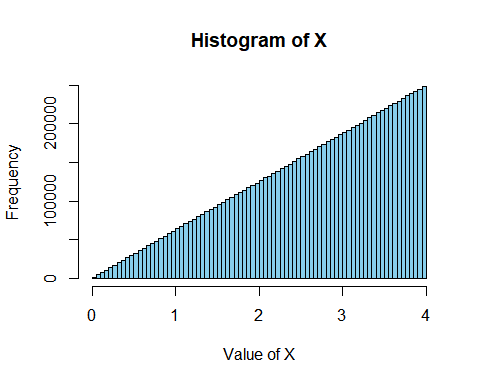 Histogram of X
Frequency
200000
100000
0
0 1 2 3 4
Value of X